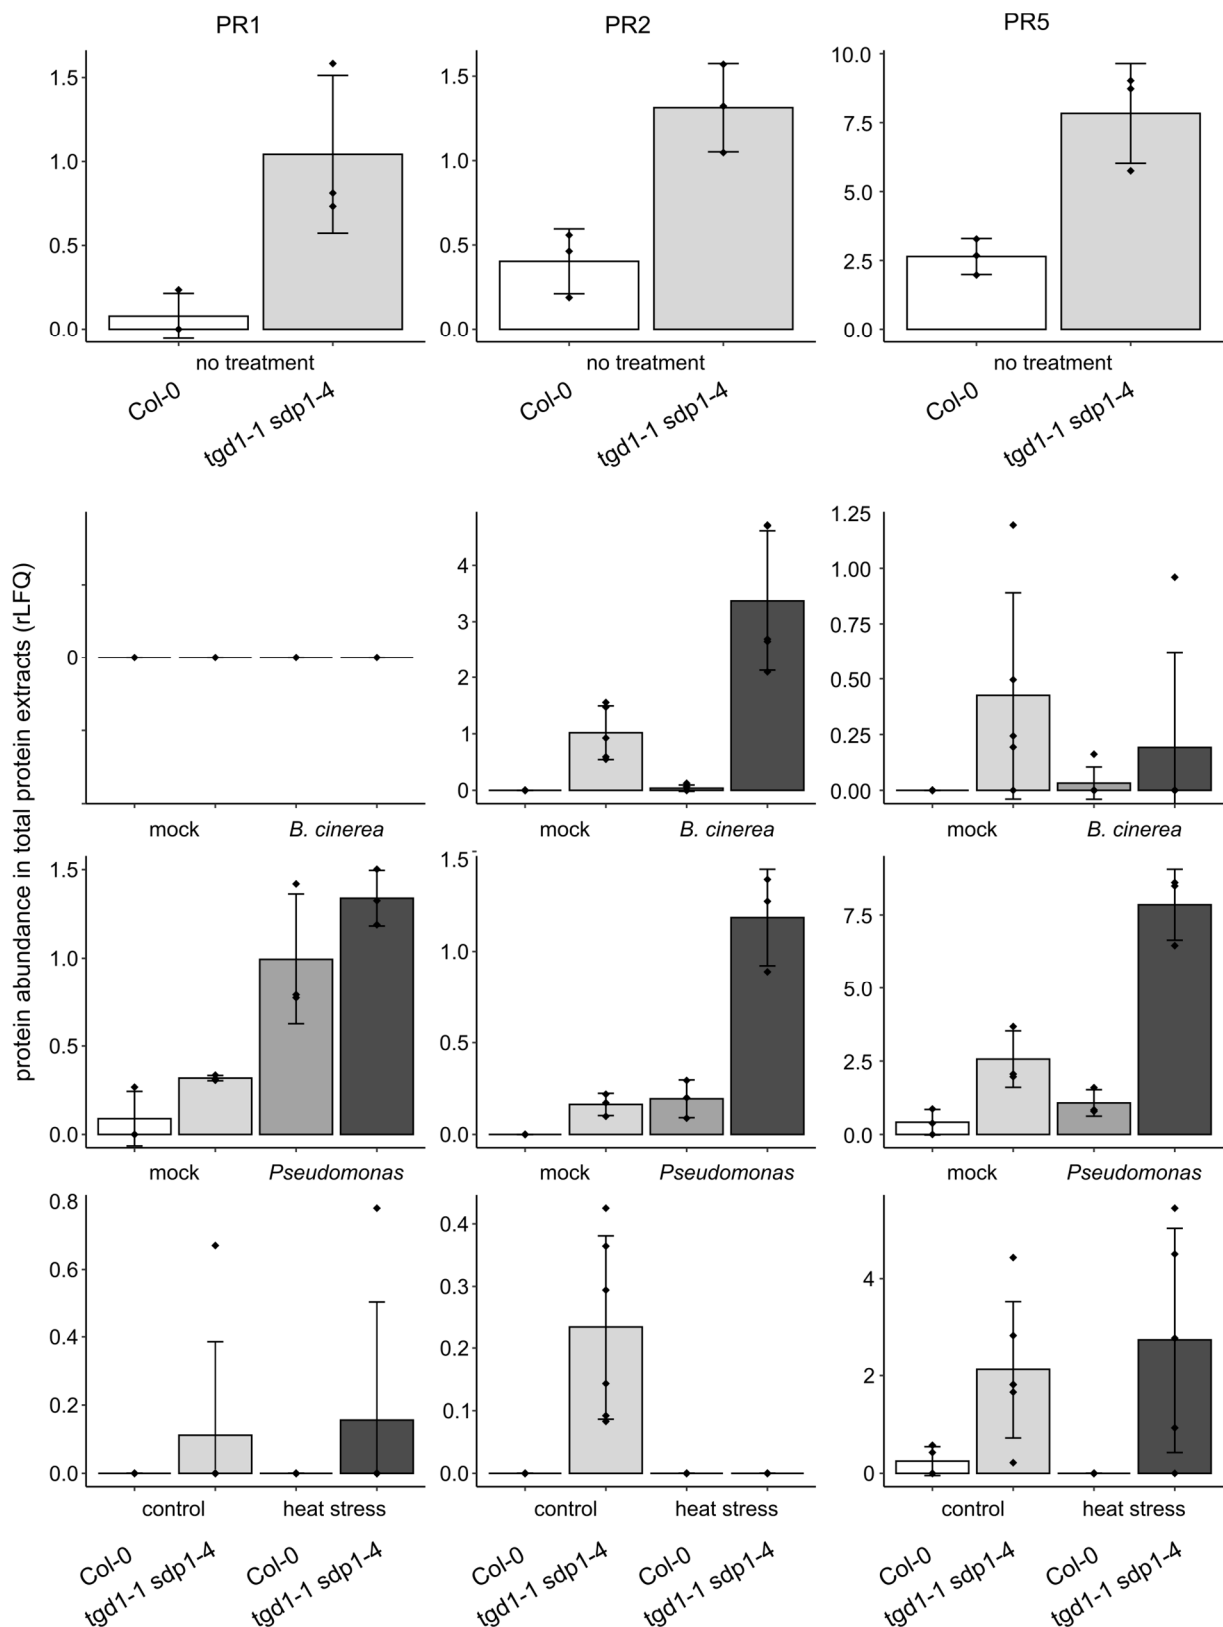 PR1 PR2 PR5
1.5 1.0 0.5 0.0
1.5 1.0 0.5 0.0
10.0 7.5 5.0 2.5 0.0
no treatment no treatment no treatment
Col-0 tgd1-1 sdp1-4 Col-0 tgd1-1 sdp1-4 Col-0 tgd1-1 sdp1-4
protein abundance in total protein extracts (rLFQ)
0
4 3 2 1 0
1.25 1.00 0.75 0.50 0.25 0.00
mock B. cinerea mock B. cinerea mock B. cinerea
1.5 1.0 0.5 0.0
1.5 1.0 0.5 0.0
7.5 5.0 2.5 0.0
mock Pseudomonas mock Pseudomonas mock Pseudomonas
0.8 0.6 0.4 0.2 0.0
0.4 0.3 0.2 0.1 0.0
4 2 0
control heat stress control heat stress control heat stress
Col-0 tgd1-1 sdp1-4 Col-0 tgd1-1 sdp1-4 Col-0 tgd1-1 sdp1-4 Col-0 tgd1-1 sdp1-4 Col-0 tgd1-1 sdp1-4 Col-0 tgd1-1 sdp1-4